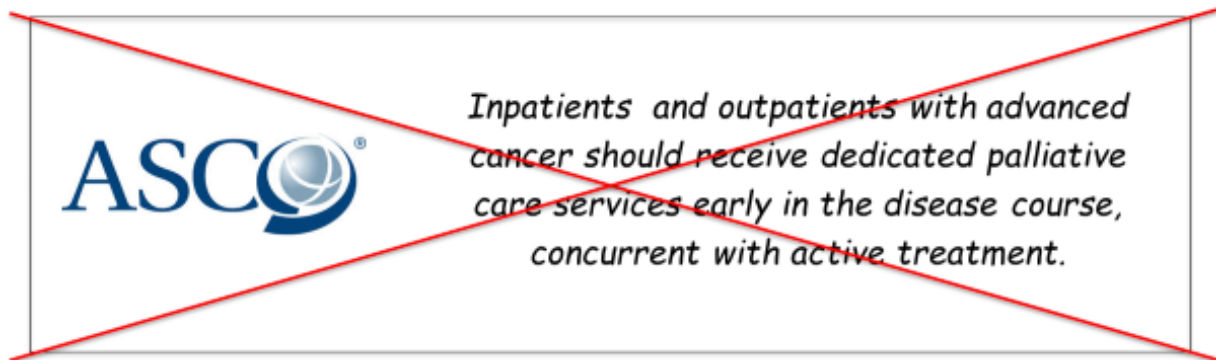 ASCO®
Inpatients and outpatients with advanced
cancer should receive dedicated palliative
care services early in the disease course,
concurrent with active treatment.